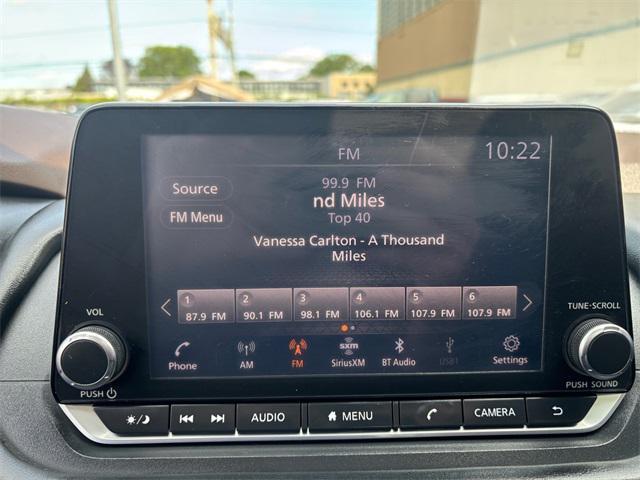 FM
10:22
Source
99.9 FM
nd Miles
FM Menu
Top 40
Vanessa Carlton - A Thousand
Miles
1 2 3 4 5 6
87.9 FM 90.1 FM 98.1 FM 106.1 FM 107.9 FM 107.9 FM
Phone AM FM SiriusXM BT Audio USB1 Settings
sxm
VOL
PUSH
TUNE·SCROLL
PUSH SOUND
AUDIO MENU CAMERA